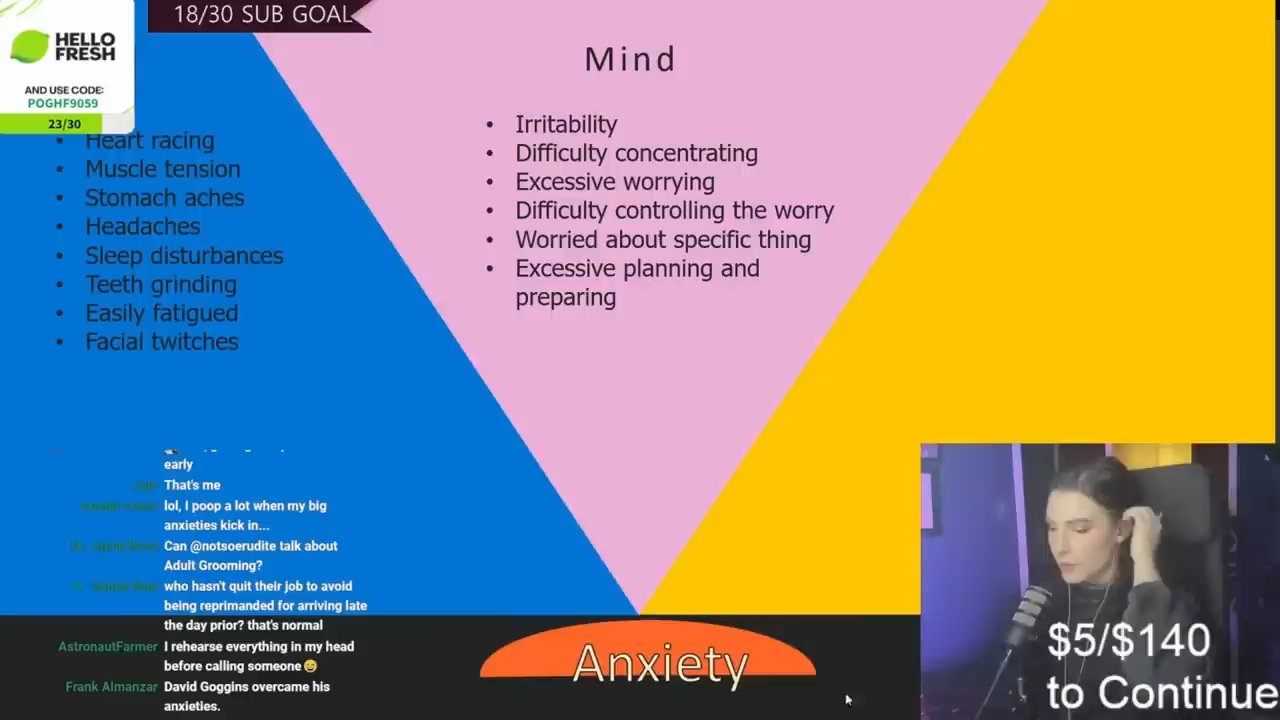 18/30 SUB GOAL
HELLO
FRESH
AND USE CODE:
POGHF9059
23/30
Mind
• Heart racing
• Muscle tension
• Stomach aches
• Headaches
• Sleep disturbances
• Teeth grinding
• Easily fatigued
• Facial twitches
• Irritability
• Difficulty concentrating
• Excessive worrying
• Difficulty controlling the worry
• Worried about specific thing
• Excessive planning and
preparing
early
That's me
lol, I poop a lot when my big
anxieties kick in...
Can @notsoerudite talk about
Adult Grooming?
who hasn't quit their job to avoid
being reprimanded for arriving late
the day prior? that's normal
AstronautFarmer I rehearse everything in my head
before calling someone 😅
Frank Almanzar David Goggins overcame his
anxieties.
Anxiety
$5/$140
to Continue